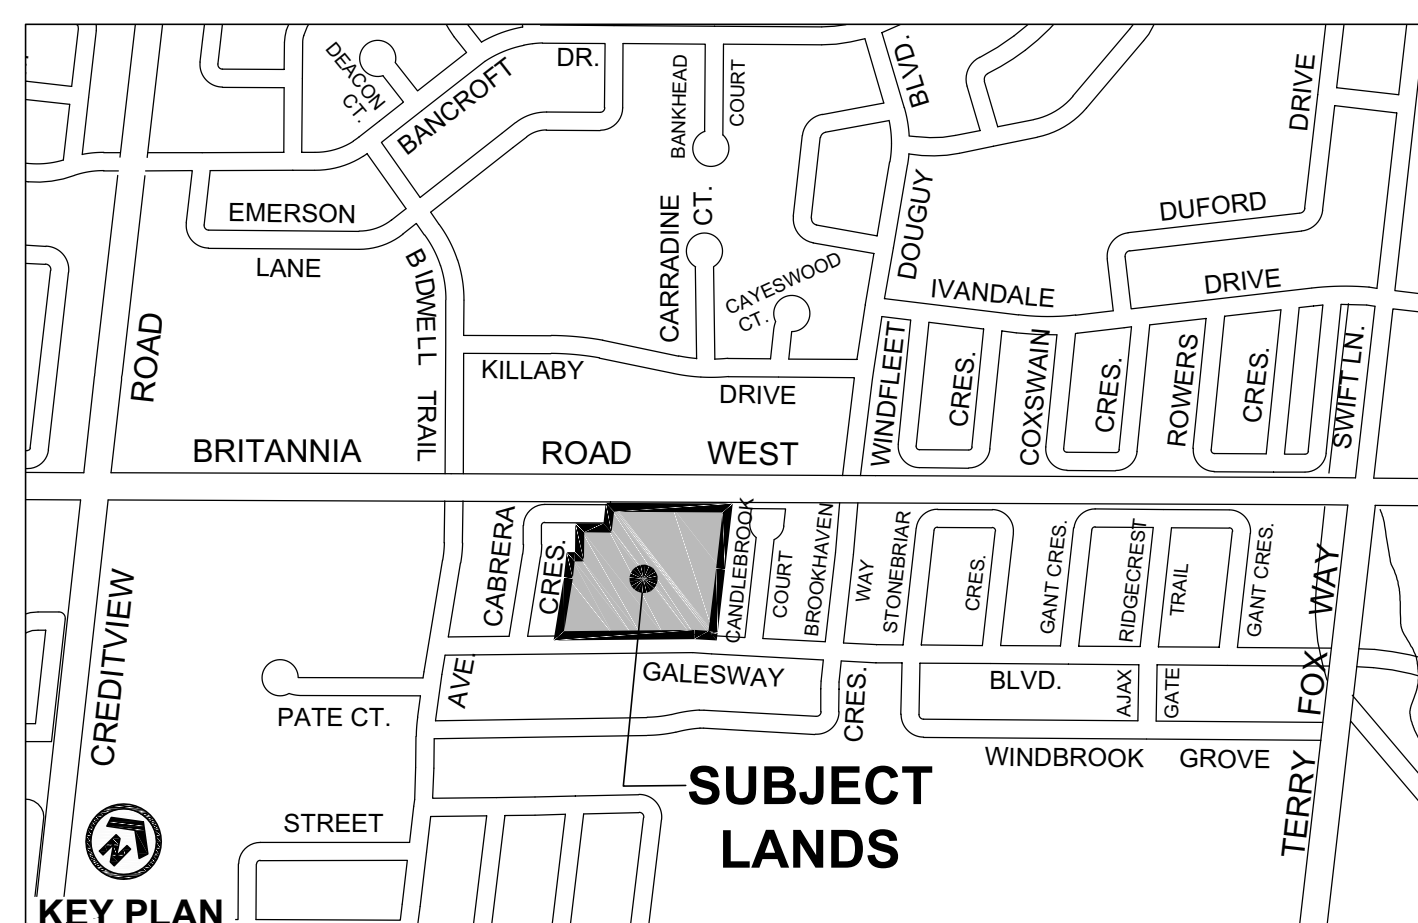 DEACON
CT.
BANCROFT
DR.
BANKHEAD
COURT
BLVD.
DRIVE
EMERSON
LANE
CARRADINE
CT.
DOUGUY
DUFORD
BIDWELL TRAIL
CAYESWOOD
CT.
IVANDALE
DRIVE
ROAD
KILLABY
DRIVE
WINDFLEET
CRES.
COXSWAIN
CRES.
ROWERS
CRES.
SWIFT LN.
BRITANNIA ROAD WEST
CABRERA
CRES.
CANDLEBROOK
COURT
BROOKHAVEN
WAY
STONEBRIAR
CRES.
GANT CRES.
RIDGECREST
TRAIL
GANT CRES.
CREDITVIEW
AVE.
GALESWAY
BLVD.
CRES.
AJAX
GATE
TERRY FOX WAY
PATE CT.
WINDBROOK GROVE
SUBJECT
LANDS
STREET
N
KEY PLAN